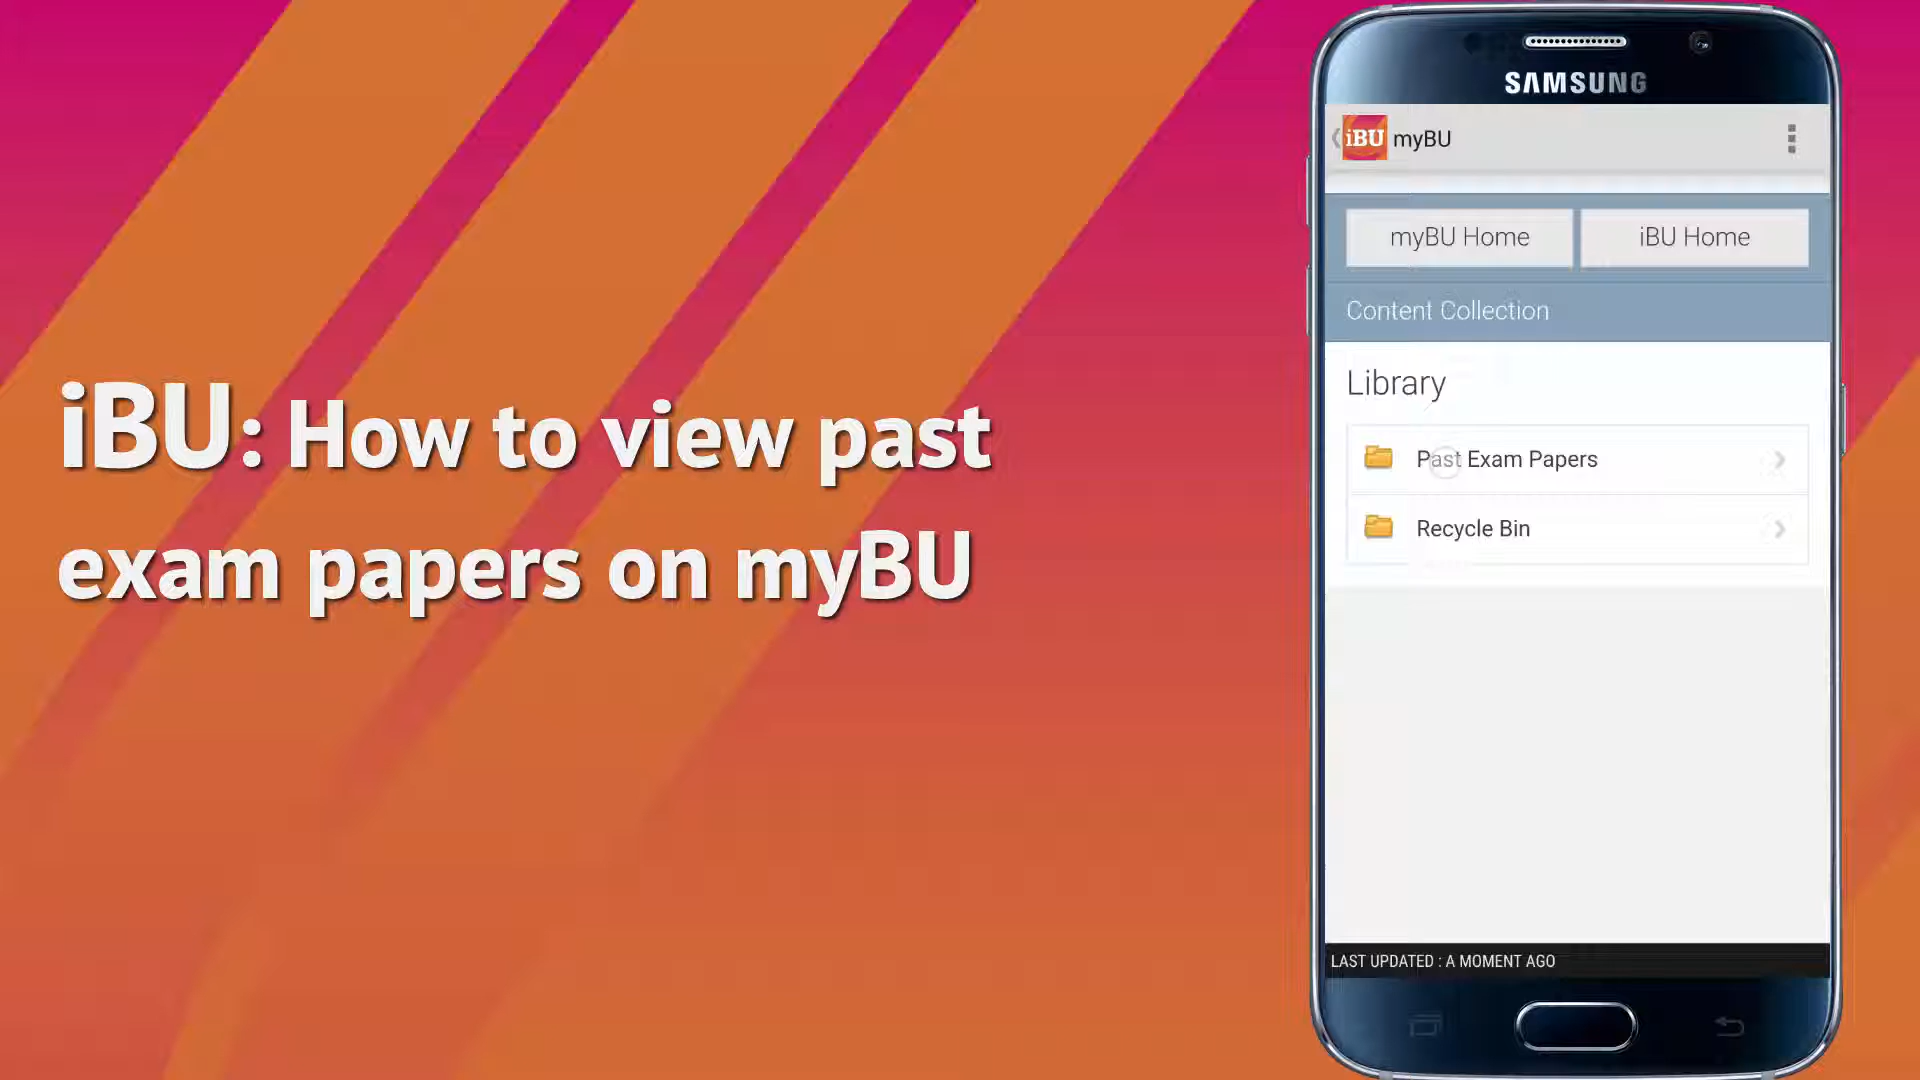 iBU: How to view past
exam papers on myBU
SAMSUNG
iBU myBU
myBU Home
iBU Home
Content Collection
Library
Past Exam Papers
Recycle Bin
LAST UPDATED : A MOMENT AGO